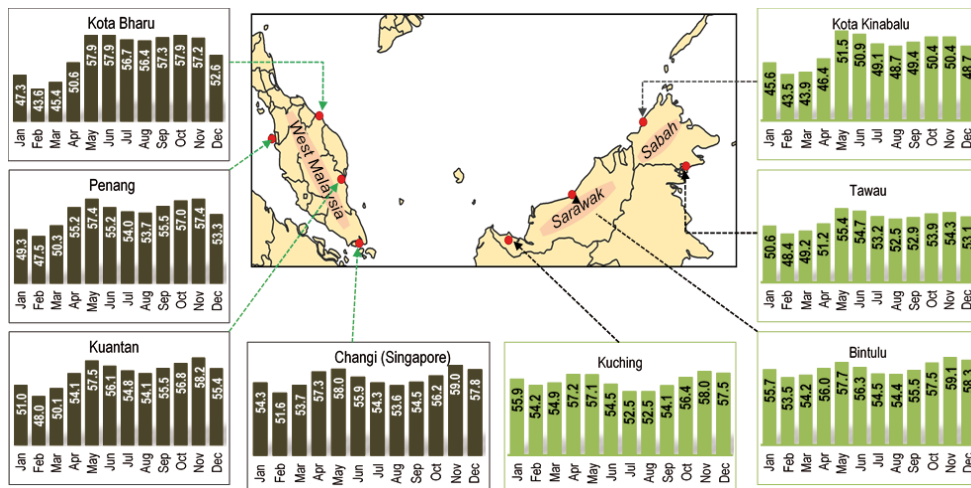 Kota Bharu
47.3 43.6 45.4 50.6 57.9 57.9 56.7 56.4 57.3 57.9 57.2 52.6
Jan Feb Mar Apr May Jun Jul Aug Sep Oct Nov Dec
Penang
49.3 47.5 50.3 55.2 57.4 55.2 54.0 53.7 55.5 57.0 57.4 53.3
Jan Feb Mar Apr May Jun Jul Aug Sep Oct Nov Dec
Kuantan
51.0 48.0 50.1 54.1 57.5 56.1 54.8 54.1 55.5 56.8 58.2 55.4
Jan Feb Mar Apr May Jun Jul Aug Sep Oct Nov Dec
West Malaysia
Sabah
Sarawak
Changi (Singapore)
54.3 51.6 53.7 57.3 58.0 55.9 54.3 53.6 54.5 56.2 59.0 57.8
Jan Feb Mar Apr May Jun Jul Aug Sep Oct Nov Dec
Kuching
55.9 54.2 54.9 57.2 57.1 54.5 52.5 52.5 54.1 56.4 58.0 57.5
Jan Feb Mar Apr May Jun Jul Aug Sep Oct Nov Dec
Kota Kinabalu
45.6 43.5 43.9 46.4 51.5 50.9 49.1 48.7 49.4 50.4 50.4 48.7
Jan Feb Mar Apr May Jun Jul Aug Sep Oct Nov Dec
Tawau
50.6 48.4 49.2 51.2 55.4 54.7 53.2 52.5 52.9 53.9 54.3 53.1
Jan Feb Mar Apr May Jun Jul Aug Sep Oct Nov Dec
Bintulu
55.7 53.5 54.2 56.0 57.7 56.3 54.5 54.4 55.5 57.5 59.1 58.3
Jan Feb Mar Apr May Jun Jul Aug Sep Oct Nov Dec